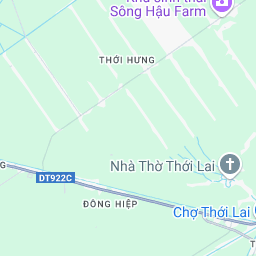 Sông Hậu Farm
THỚI HƯNG
Nhà Thờ Thới Lai
DT922C
ĐÔNG HIỆP
Chợ Thới Lai